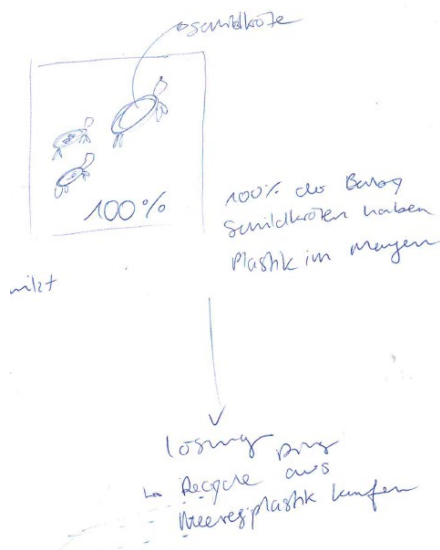 Schildkröte
100%
100% der Baby
Schildkröten haben
Plastik im Magen
Lösung
↳ Recycle aus
Meeresplastik kaufen